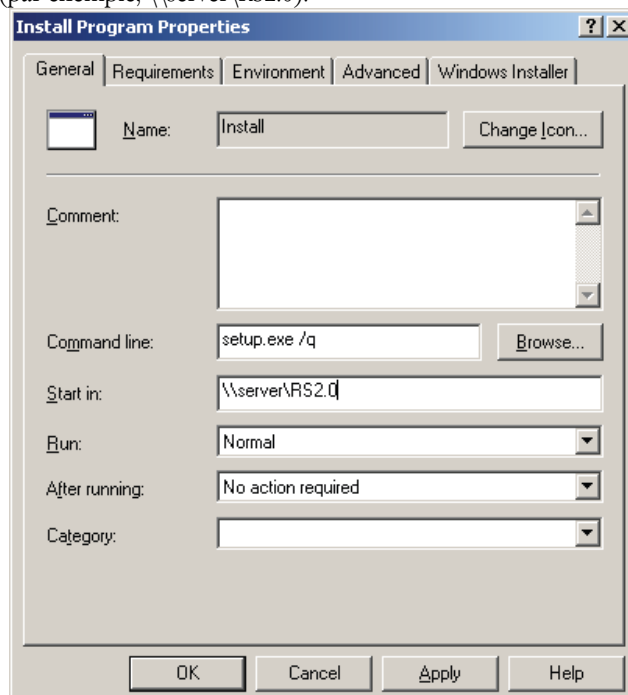 (par exemple, \\server\RS2.0).
Install Program Properties
General Requirements Environment Advanced Windows Installer
Name: Install Change Icon...
Comment:
Command line: setup.exe /q Browse...
Start in: \\server\RS2.0
Run: Normal
After running: No action required
Category:
OK Cancel Apply Help